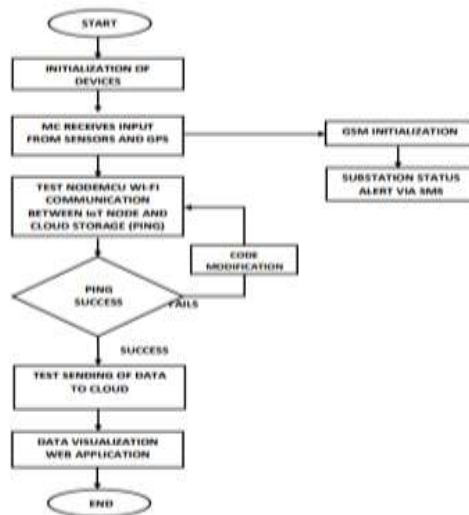 START
INITIALIZATION OF
DEVICES
MC RECEIVES INPUT
FROM SENSORS AND GPS
GSM INITIALIZATION
SUBSTATION STATUS
ALERT VIA SMS
TEST NODEMCU WI-FI
COMMUNICATION
BETWEEN IoT NODE AND
CLOUD STORAGE (PING)
CODE
MODIFICATION
PING
SUCCESS
FAILS
SUCCESS
TEST SENDING OF DATA
TO CLOUD
DATA VISUALIZATION
WEB APPLICATION
END